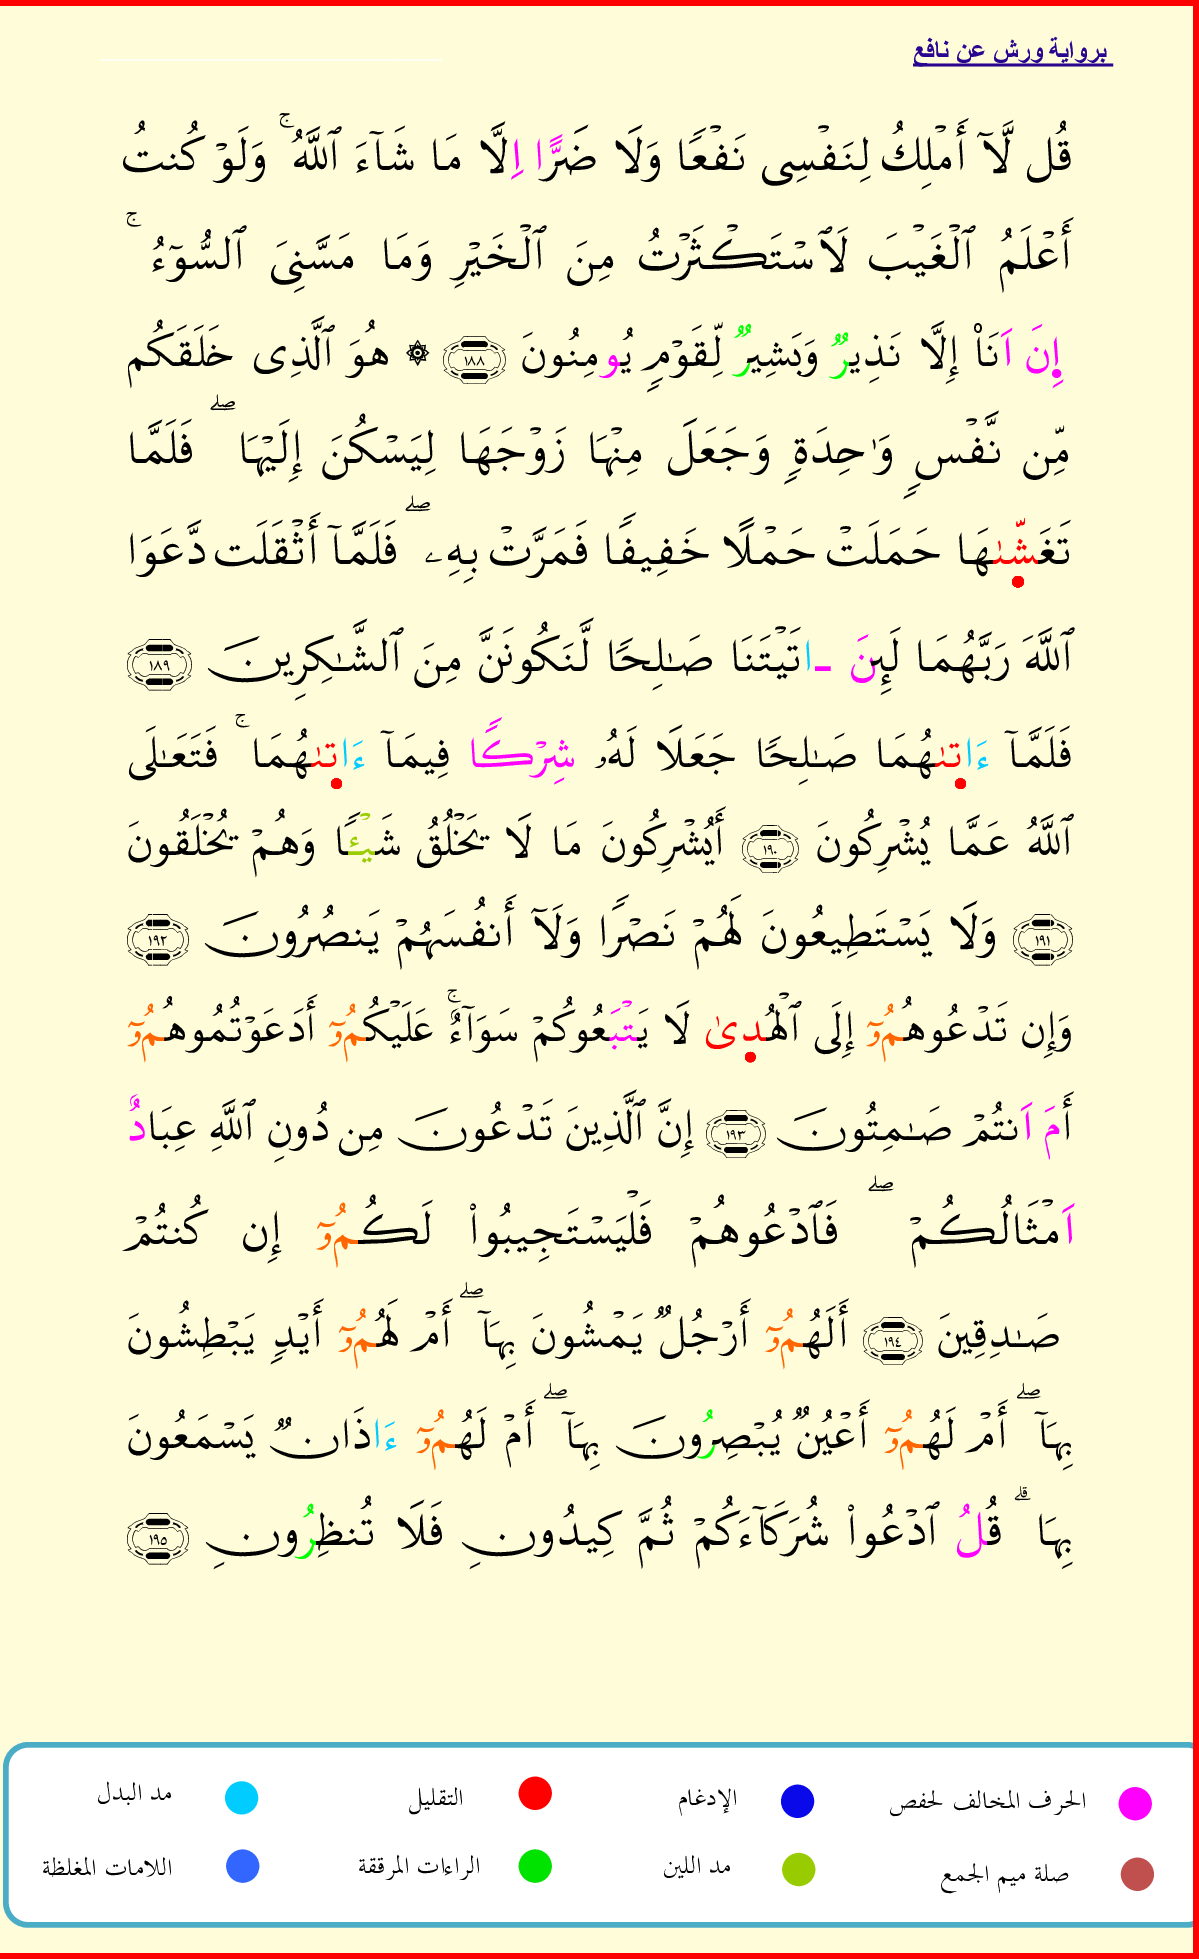 برواية ورش عن نافع
قُل لَّآ أَمْلِكُ لِنَفْسِى نَفْعًا وَلَا ضَرًّا اِلَّا مَا شَآءَ ٱللَّهُ ۚ وَلَوْ كُنتُ
أَعْلَمُ ٱلْغَيْبَ لَٱسْتَكْثَرْتُ مِنَ ٱلْخَيْرِ وَمَا مَسَّنِىَ ٱلسُّوٓءُ ۚ
إِنَ اَنَا۠ إِلَّا نَذِيرٌ وَبَشِيرٌ لِّقَوْمٍ يُومِنُونَ ١٨٨ ۞ هُوَ ٱلَّذِى خَلَقَكُم
مِّن نَّفْسٍ وَٰحِدَةٍ وَجَعَلَ مِنْهَا زَوْجَهَا لِيَسْكُنَ إِلَيْهَا ۖ فَلَمَّا
تَغَشّىٰهَا حَمَلَتْ حَمْلًا خَفِيفًا فَمَرَّتْ بِهِۦ ۖ فَلَمَّآ أَثْقَلَت دَّعَوَا
ٱللَّهَ رَبَّهُمَا لَئِنَ ـاتَيْتَنَا صَـٰلِحًا لَّنَكُونَنَّ مِنَ ٱلشَّـٰكِرِينَ ١٨٩
فَلَمَّآ ءَاتىٰهُمَا صَـٰلِحًا جَعَلَا لَهُۥ شِرْكًا فِيمَآ ءَاتىٰهُمَا ۚ فَتَعَـٰلَى
ٱللَّهُ عَمَّا يُشْرِكُونَ ١٩٠ أَيُشْرِكُونَ مَا لَا يَخْلُقُ شَيْـًٔا وَهُمْ يُخْلَقُونَ
١٩١ وَلَا يَسْتَطِيعُونَ لَهُمْ نَصْرًا وَلَآ أَنفُسَهُمْ يَنصُرُونَ ١٩٢
وَإِن تَدْعُوهُمُۥٓ إِلَى ٱلْهُدىٰ لَا يَتْبَعُوكُمْ سَوَآءٌ ۚ عَلَيْكُمُۥٓ أَدَعَوْتُمُوهُمُۥٓ
أَمَ اَنتُمْ صَـٰمِتُونَ ١٩٣ إِنَّ ٱلَّذِينَ تَدْعُونَ مِن دُونِ ٱللَّهِ عِبَادٌ
اَمْثَالُكُمْ ۖ فَٱدْعُوهُمْ فَلْيَسْتَجِيبُوا۟ لَكُمُۥٓ إِن كُنتُمْ
صَـٰدِقِينَ ١٩٤ أَلَهُمُۥٓ أَرْجُلٌ يَمْشُونَ بِهَآ ۖ أَمْ لَهُمُۥٓ أَيْدٍ يَبْطِشُونَ
بِهَآ ۖ أَمْ لَهُمُۥٓ أَعْيُنٌ يُبْصِرُونَ بِهَآ ۖ أَمْ لَهُمُۥٓ ءَاذَانٌ يَسْمَعُونَ
بِهَا ۗ قُلُ ٱدْعُوا۟ شُرَكَآءَكُمْ ثُمَّ كِيدُونِ فَلَا تُنظِرُونِ ١٩٥
الحرف المخالف لحفص الإدغام التقليل مد البدل
صلة ميم الجمع مد اللين الراءات المرققة اللامات المغلظة